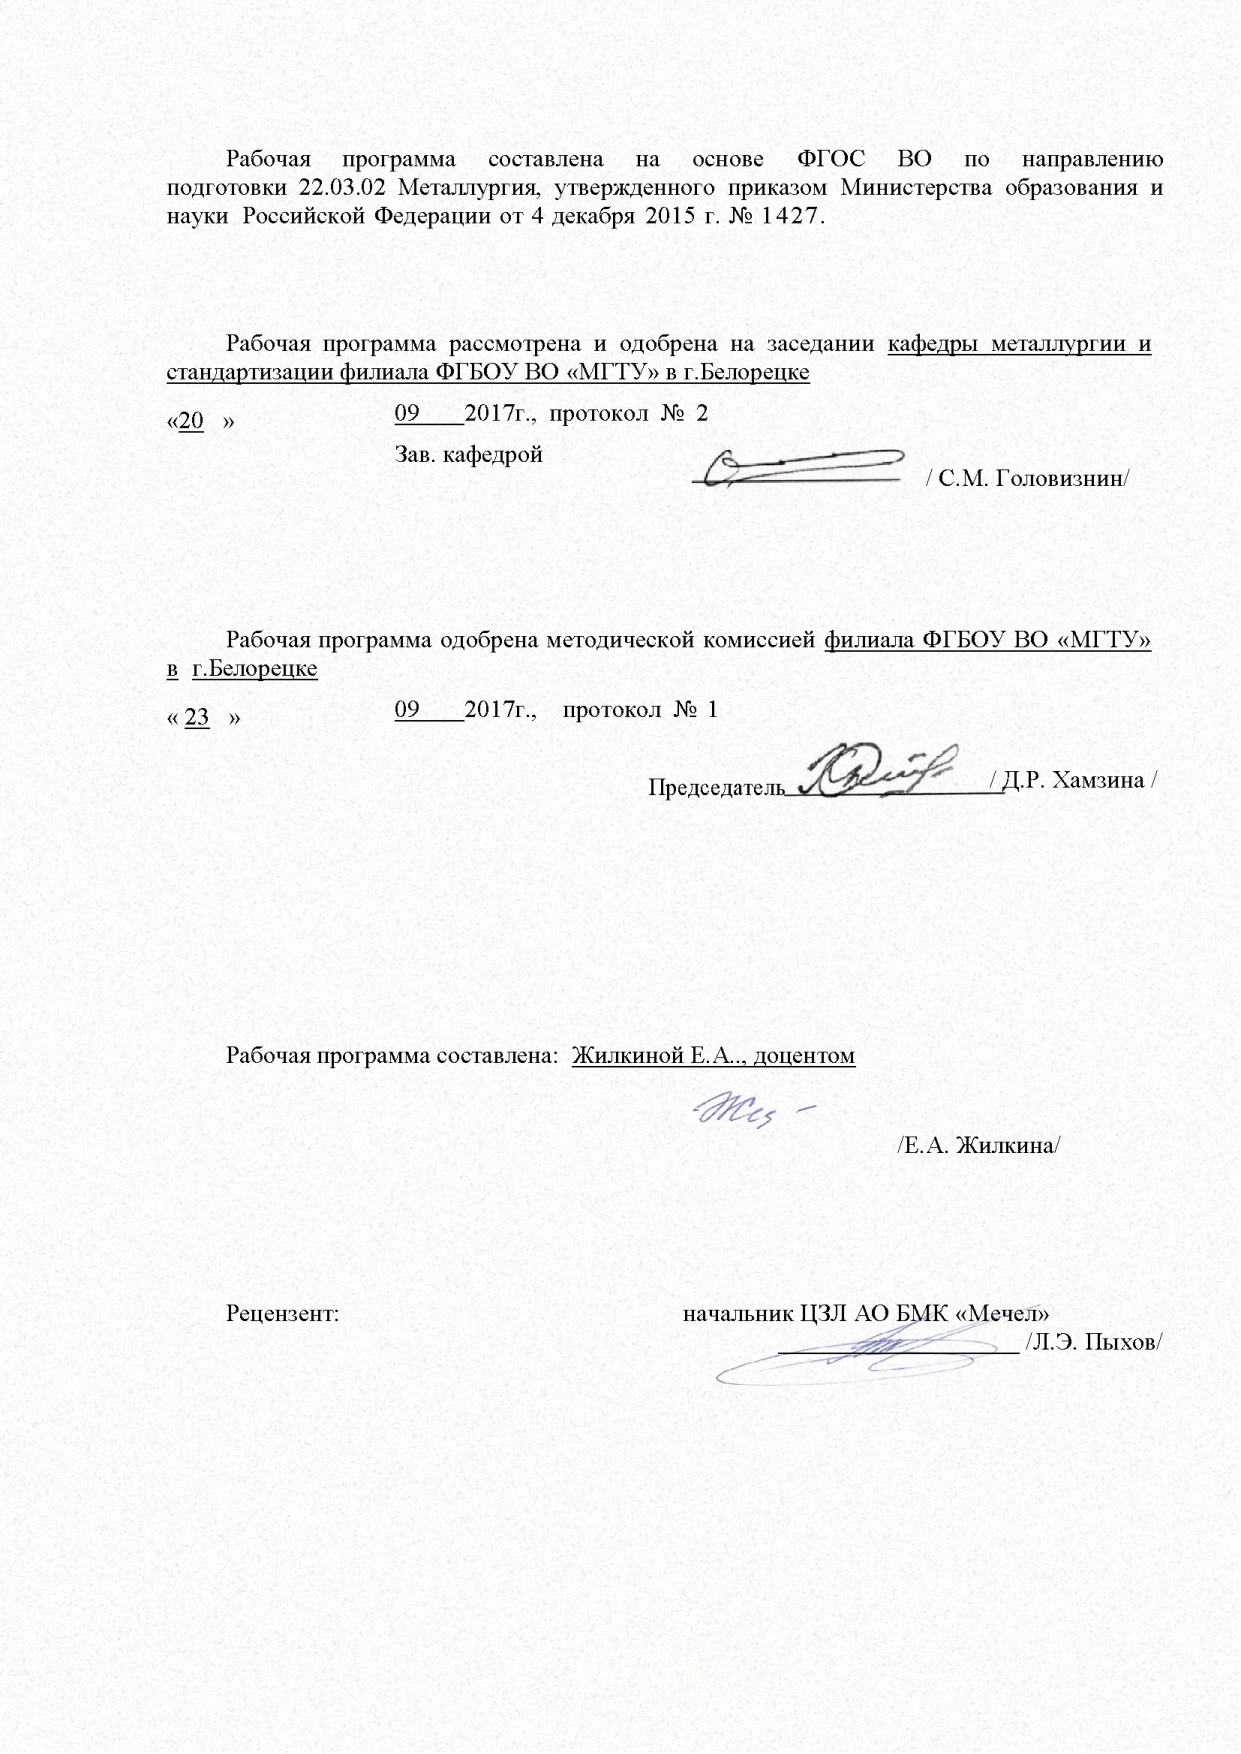 Рабочая программа составлена на основе ФГОС ВО по направлению
подготовки 22.03.02 Металлургия, утвержденного приказом Министерства образования и
науки Российской Федерации от 4 декабря 2015 г. № 1427.
Рабочая программа рассмотрена и одобрена на заседании кафедры металлургии и
стандартизации филиала ФГБОУ ВО «МГТУ» в г.Белорецке
«20 » 09 2017г., протокол № 2
Зав. кафедрой
/ С.М. Головизнин/
Рабочая программа одобрена методической комиссией филиала ФГБОУ ВО «МГТУ»
в г.Белорецке
« 23 » 09 2017г., протокол № 1
Председатель / Д.Р. Хамзина /
Рабочая программа составлена: Жилкиной Е.А.., доцентом
/Е.А. Жилкина/
Рецензент: начальник ЦЗЛ АО БМК «Мечел»
/Л.Э. Пыхов/